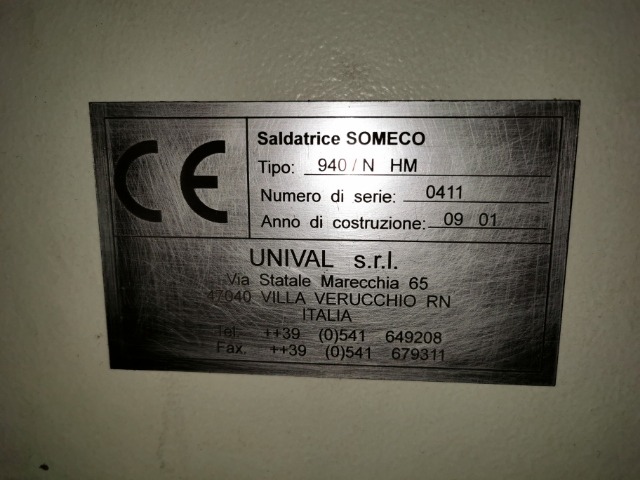 CE
Saldatrice SOMECO
Tipo: 940 / N HM
Numero di serie: 0411
Anno di costruzione: 09 01
UNIVAL s.r.l.
Via Statale Marecchia 65
47040 VILLA VERUCCHIO RN
ITALIA
Tel. ++39 (0)541 649208
Fax. ++39 (0)541 679311